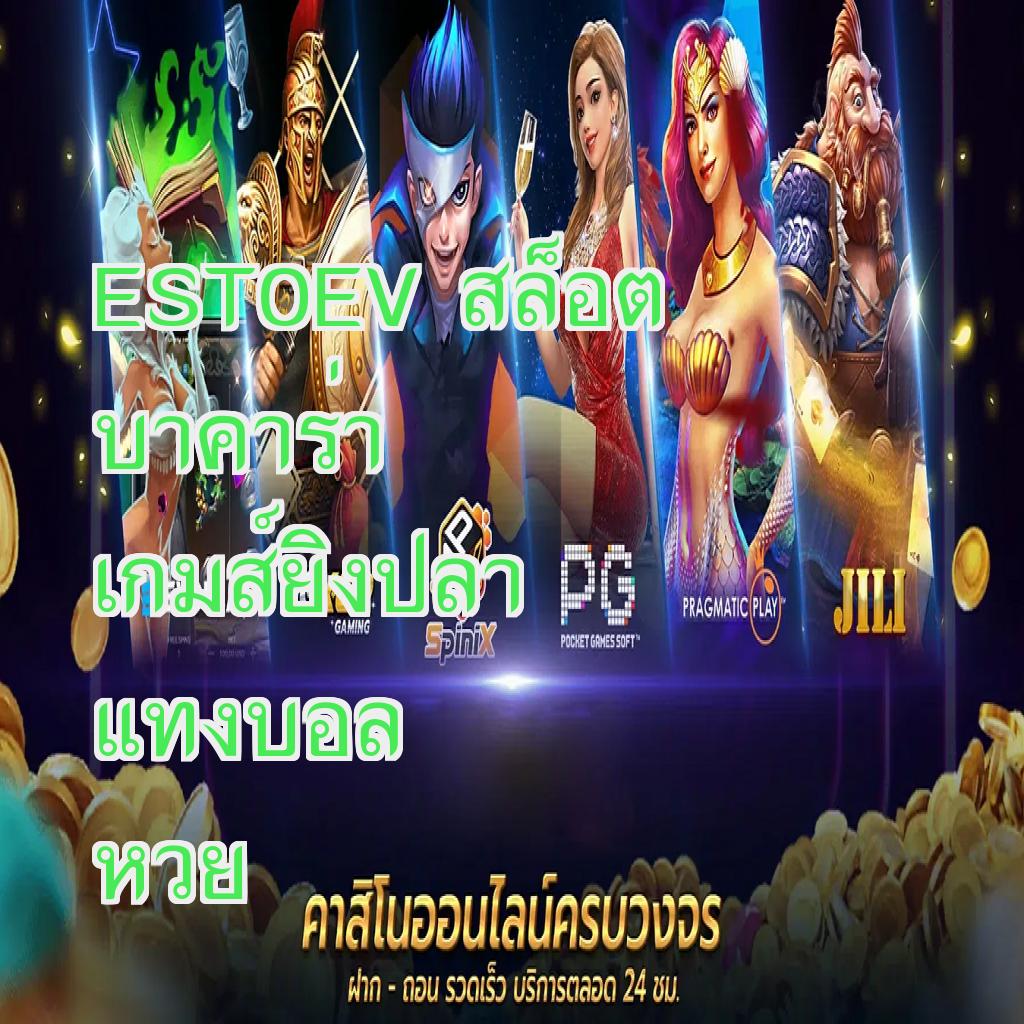 ESTOEV สล็อต
บาคาร่า
เกมส์ยิงปลา
แทงบอล
หวย
GAMING
SpiniX
PG
POCKET GAMES SOFT™
PRAGMATIC PLAY™
JILI
คาสิโนออนไลน์ครบวงจร
ฝาก - ถอน รวดเร็ว บริการตลอด 24 ชม.